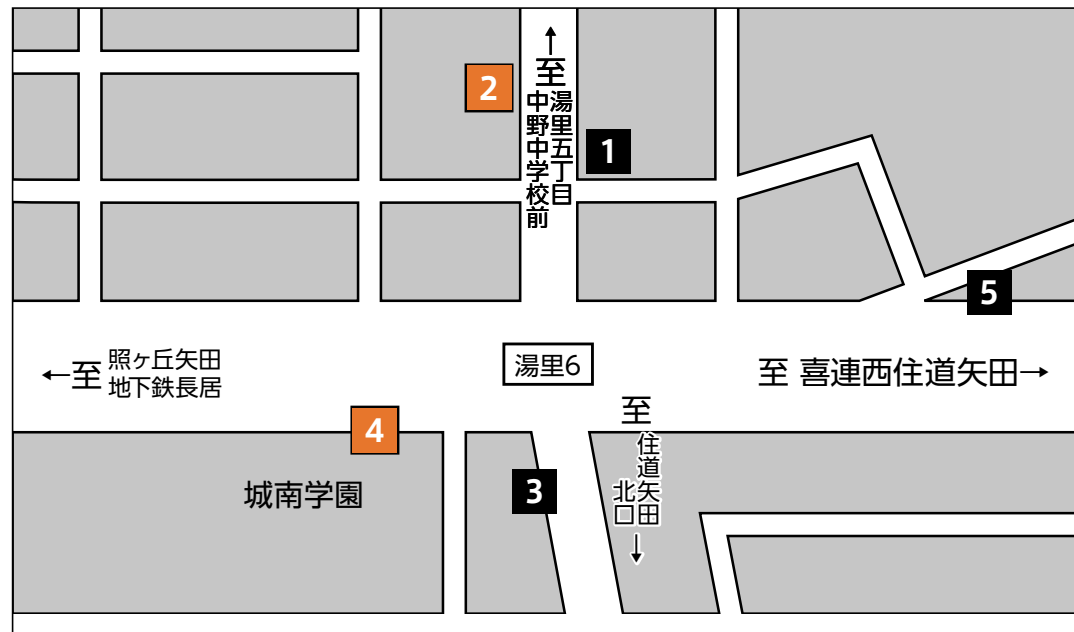 2
↑
至
湯里五丁目
中野中学校前
1
5
←至 照ヶ丘矢田
地下鉄長居
湯里6
至 喜連西住道矢田→
4
至
住道矢田
北口
↓
城南学園
3